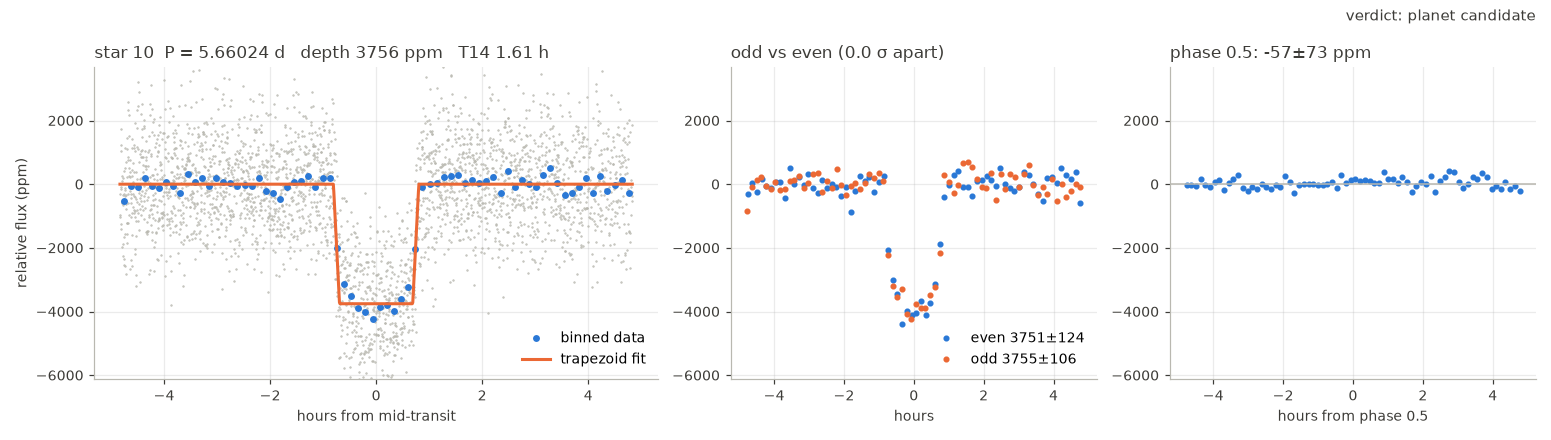 verdict: planet candidate
star 10  P = 5.66024 d   depth 3756 ppm   T14 1.61 h
relative flux (ppm)
2000
0
−2000
−4000
−6000
−4
−2
0
2
4
hours from mid-transit
binned data
trapezoid fit
odd vs even (0.0 σ apart)
2000
0
−2000
−4000
−6000
−4
−2
0
2
4
hours
even 3751±124
odd 3755±106
phase 0.5: -57±73 ppm
2000
0
−2000
−4000
−6000
−4
−2
0
2
4
hours from phase 0.5